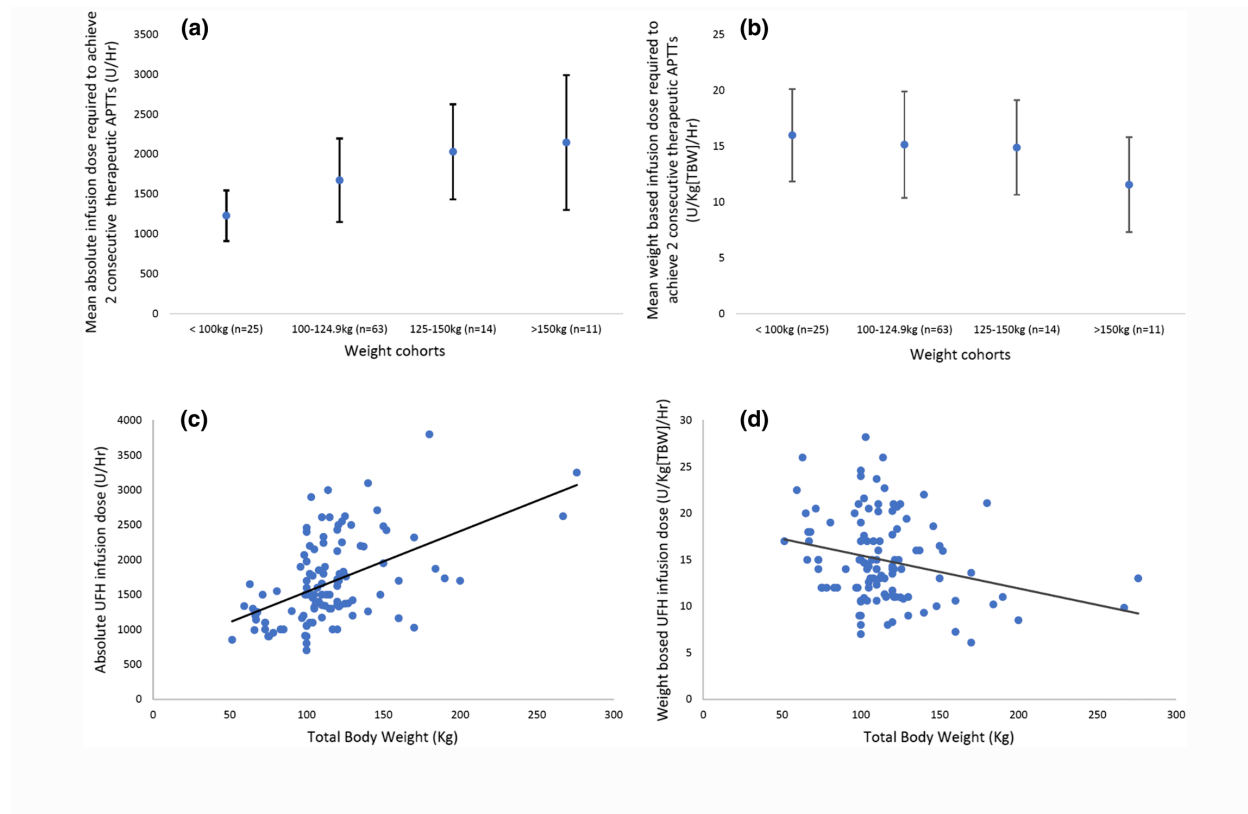 (a)
Mean absolute infusion dose required to achieve
2 consecutive therapeutic APTTs (U/Hr)
3500
3000
2500
2000
1500
1000
500
0
< 100kg (n=25) 100-124.9kg (n=63) 125-150kg (n=14) >150kg (n=11)
Weight cohorts
(b)
Mean weight based infusion dose required to
achieve 2 consecutive therapeutic APTTs
(U/Kg[TBW]/Hr)
25
20
15
10
5
0
< 100kg (n=25) 100-124.9kg (n=63) 125-150kg (n=14) >150kg (n=11)
Weight cohorts
(c)
Absolute UFH infusion dose (U/Hr)
4000
3500
3000
2500
2000
1500
1000
500
0
0 50 100 150 200 250 300
Total Body Weight (Kg)
(d)
Weight bosed UFH infusion dose (U/Kg[TBW]/Hr)
30
25
20
15
10
5
0
0 50 100 150 200 250 300
Total Body Weight (Kg)